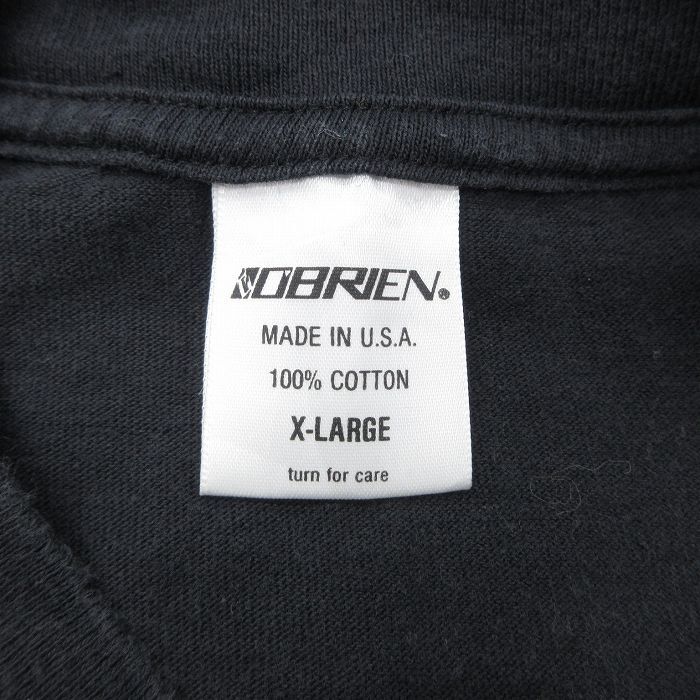 O'BRIEN®
MADE IN U.S.A.
100% COTTON
X-LARGE
turn for care